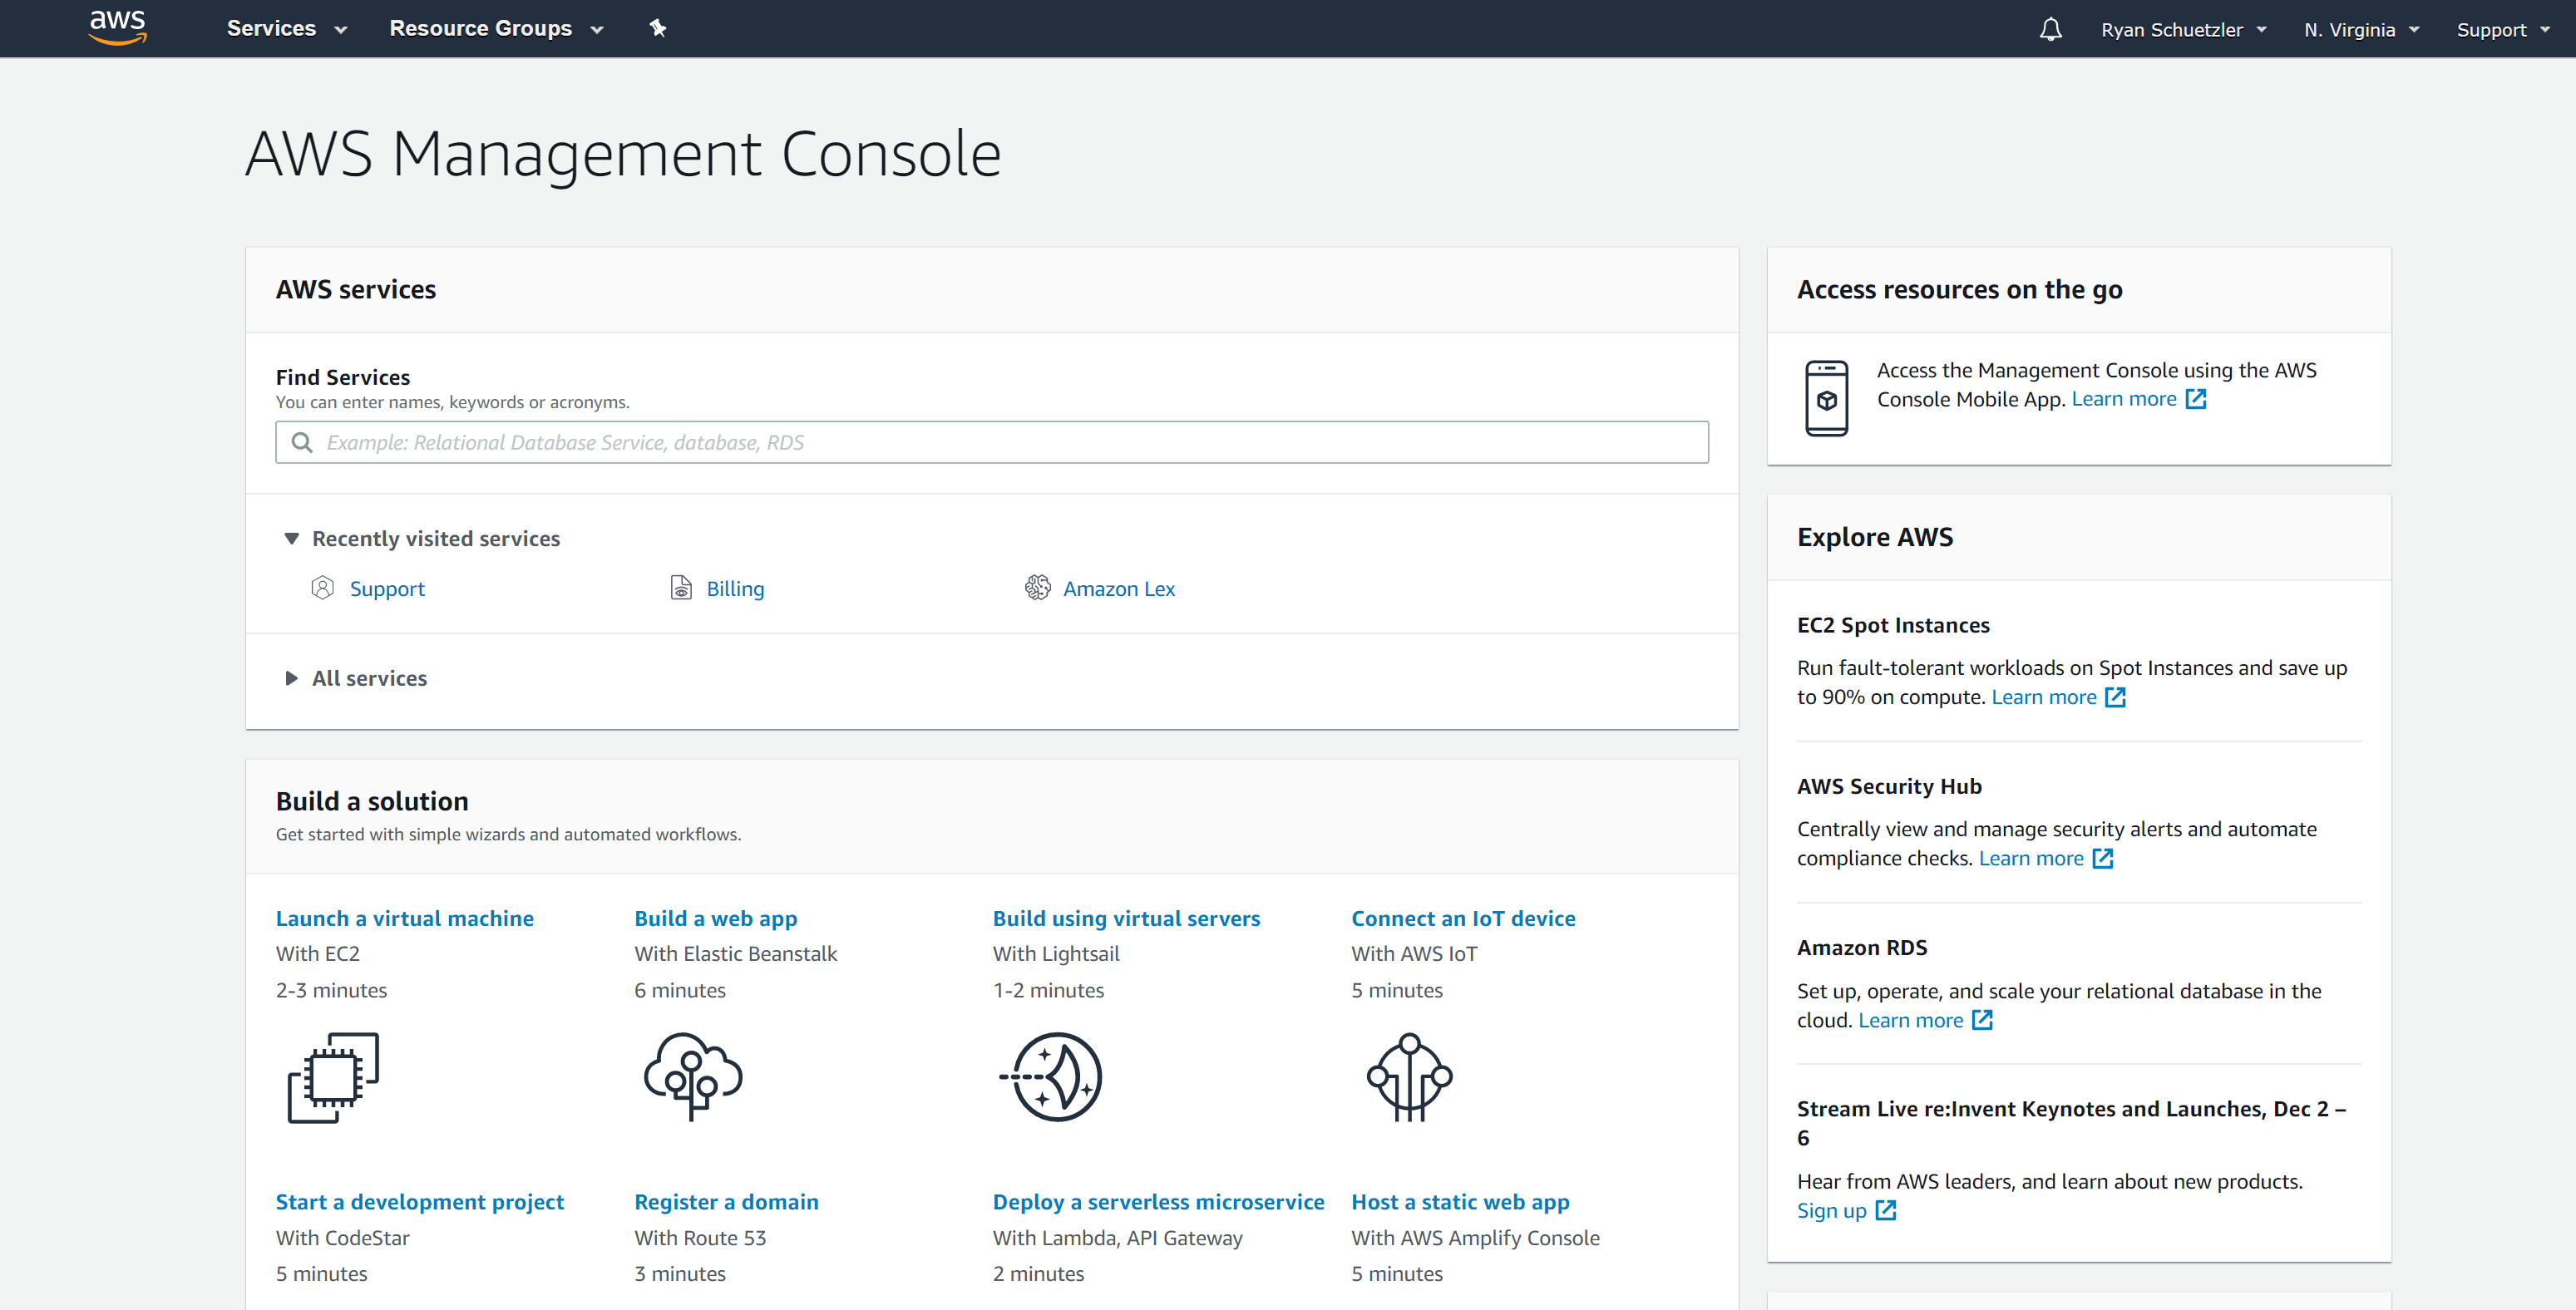 aws Services Resource Groups Ryan Schuetzler N. Virginia Support
AWS Management Console
AWS services
Find Services
You can enter names, keywords or acronyms.
Example: Relational Database Service, database, RDS
Recently visited services
Support Billing Amazon Lex
All services
Build a solution
Get started with simple wizards and automated workflows.
Launch a virtual machine
With EC2
2-3 minutes
Build a web app
With Elastic Beanstalk
6 minutes
Build using virtual servers
With Lightsail
1-2 minutes
Connect an IoT device
With AWS IoT
5 minutes
Start a development project
With CodeStar
5 minutes
Register a domain
With Route 53
3 minutes
Deploy a serverless microservice
With Lambda, API Gateway
2 minutes
Host a static web app
With AWS Amplify Console
5 minutes
Access resources on the go
Access the Management Console using the AWS
Console Mobile App. Learn more
Explore AWS
EC2 Spot Instances
Run fault-tolerant workloads on Spot Instances and save up
to 90% on compute. Learn more
AWS Security Hub
Centrally view and manage security alerts and automate
compliance checks. Learn more
Amazon RDS
Set up, operate, and scale your relational database in the
cloud. Learn more
Stream Live re:Invent Keynotes and Launches, Dec 2 –
6
Hear from AWS leaders, and learn about new products.
Sign up